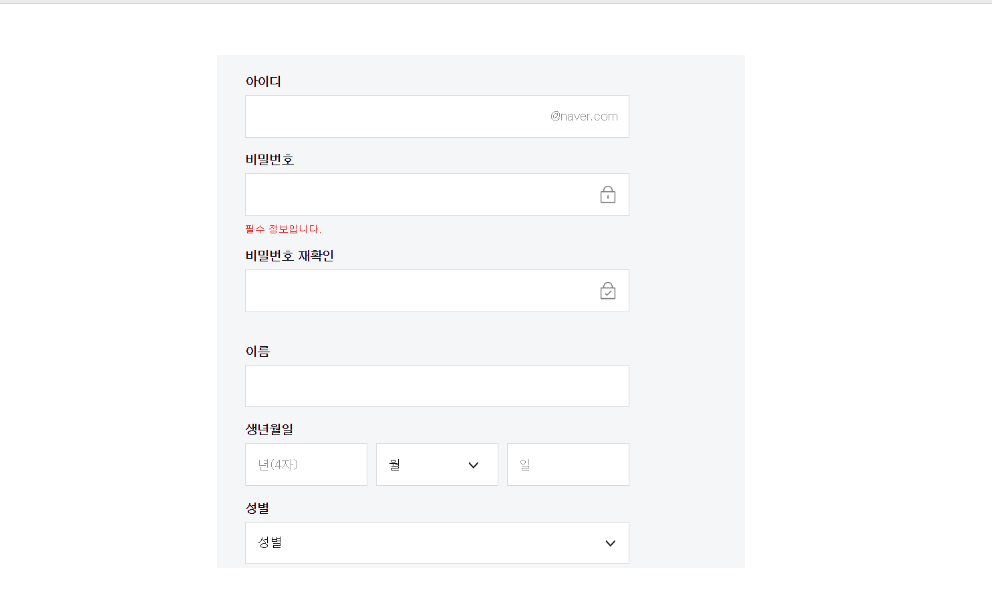 아이디
@naver.com
비밀번호
필수 정보입니다.
비밀번호 재확인
이름
생년월일
년(4자) 월 일
성별
성별